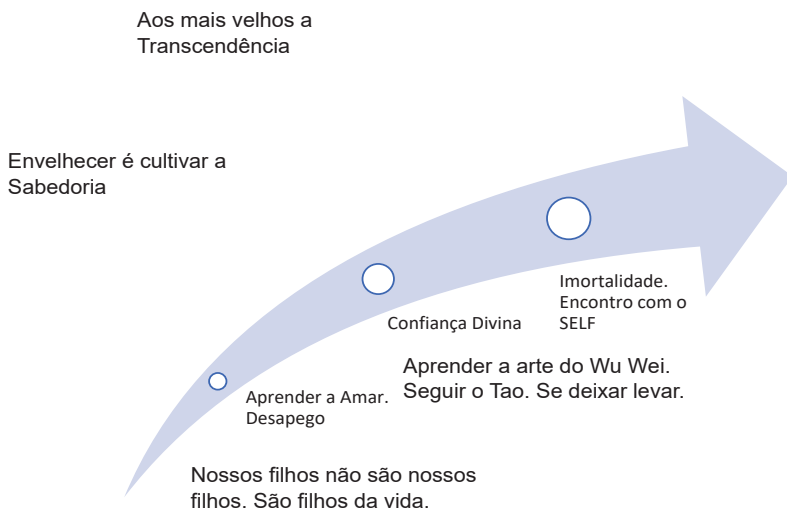 Aos mais velhos a
Transcendência
Envelhecer é cultivar a
Sabedoria
Imortalidade.
Encontro com o
SELF
Confiança Divina
Aprender a arte do Wu Wei.
Seguir o Tao. Se deixar levar.
Aprender a Amar.
Desapego
Nossos filhos não são nossos
filhos. São filhos da vida.